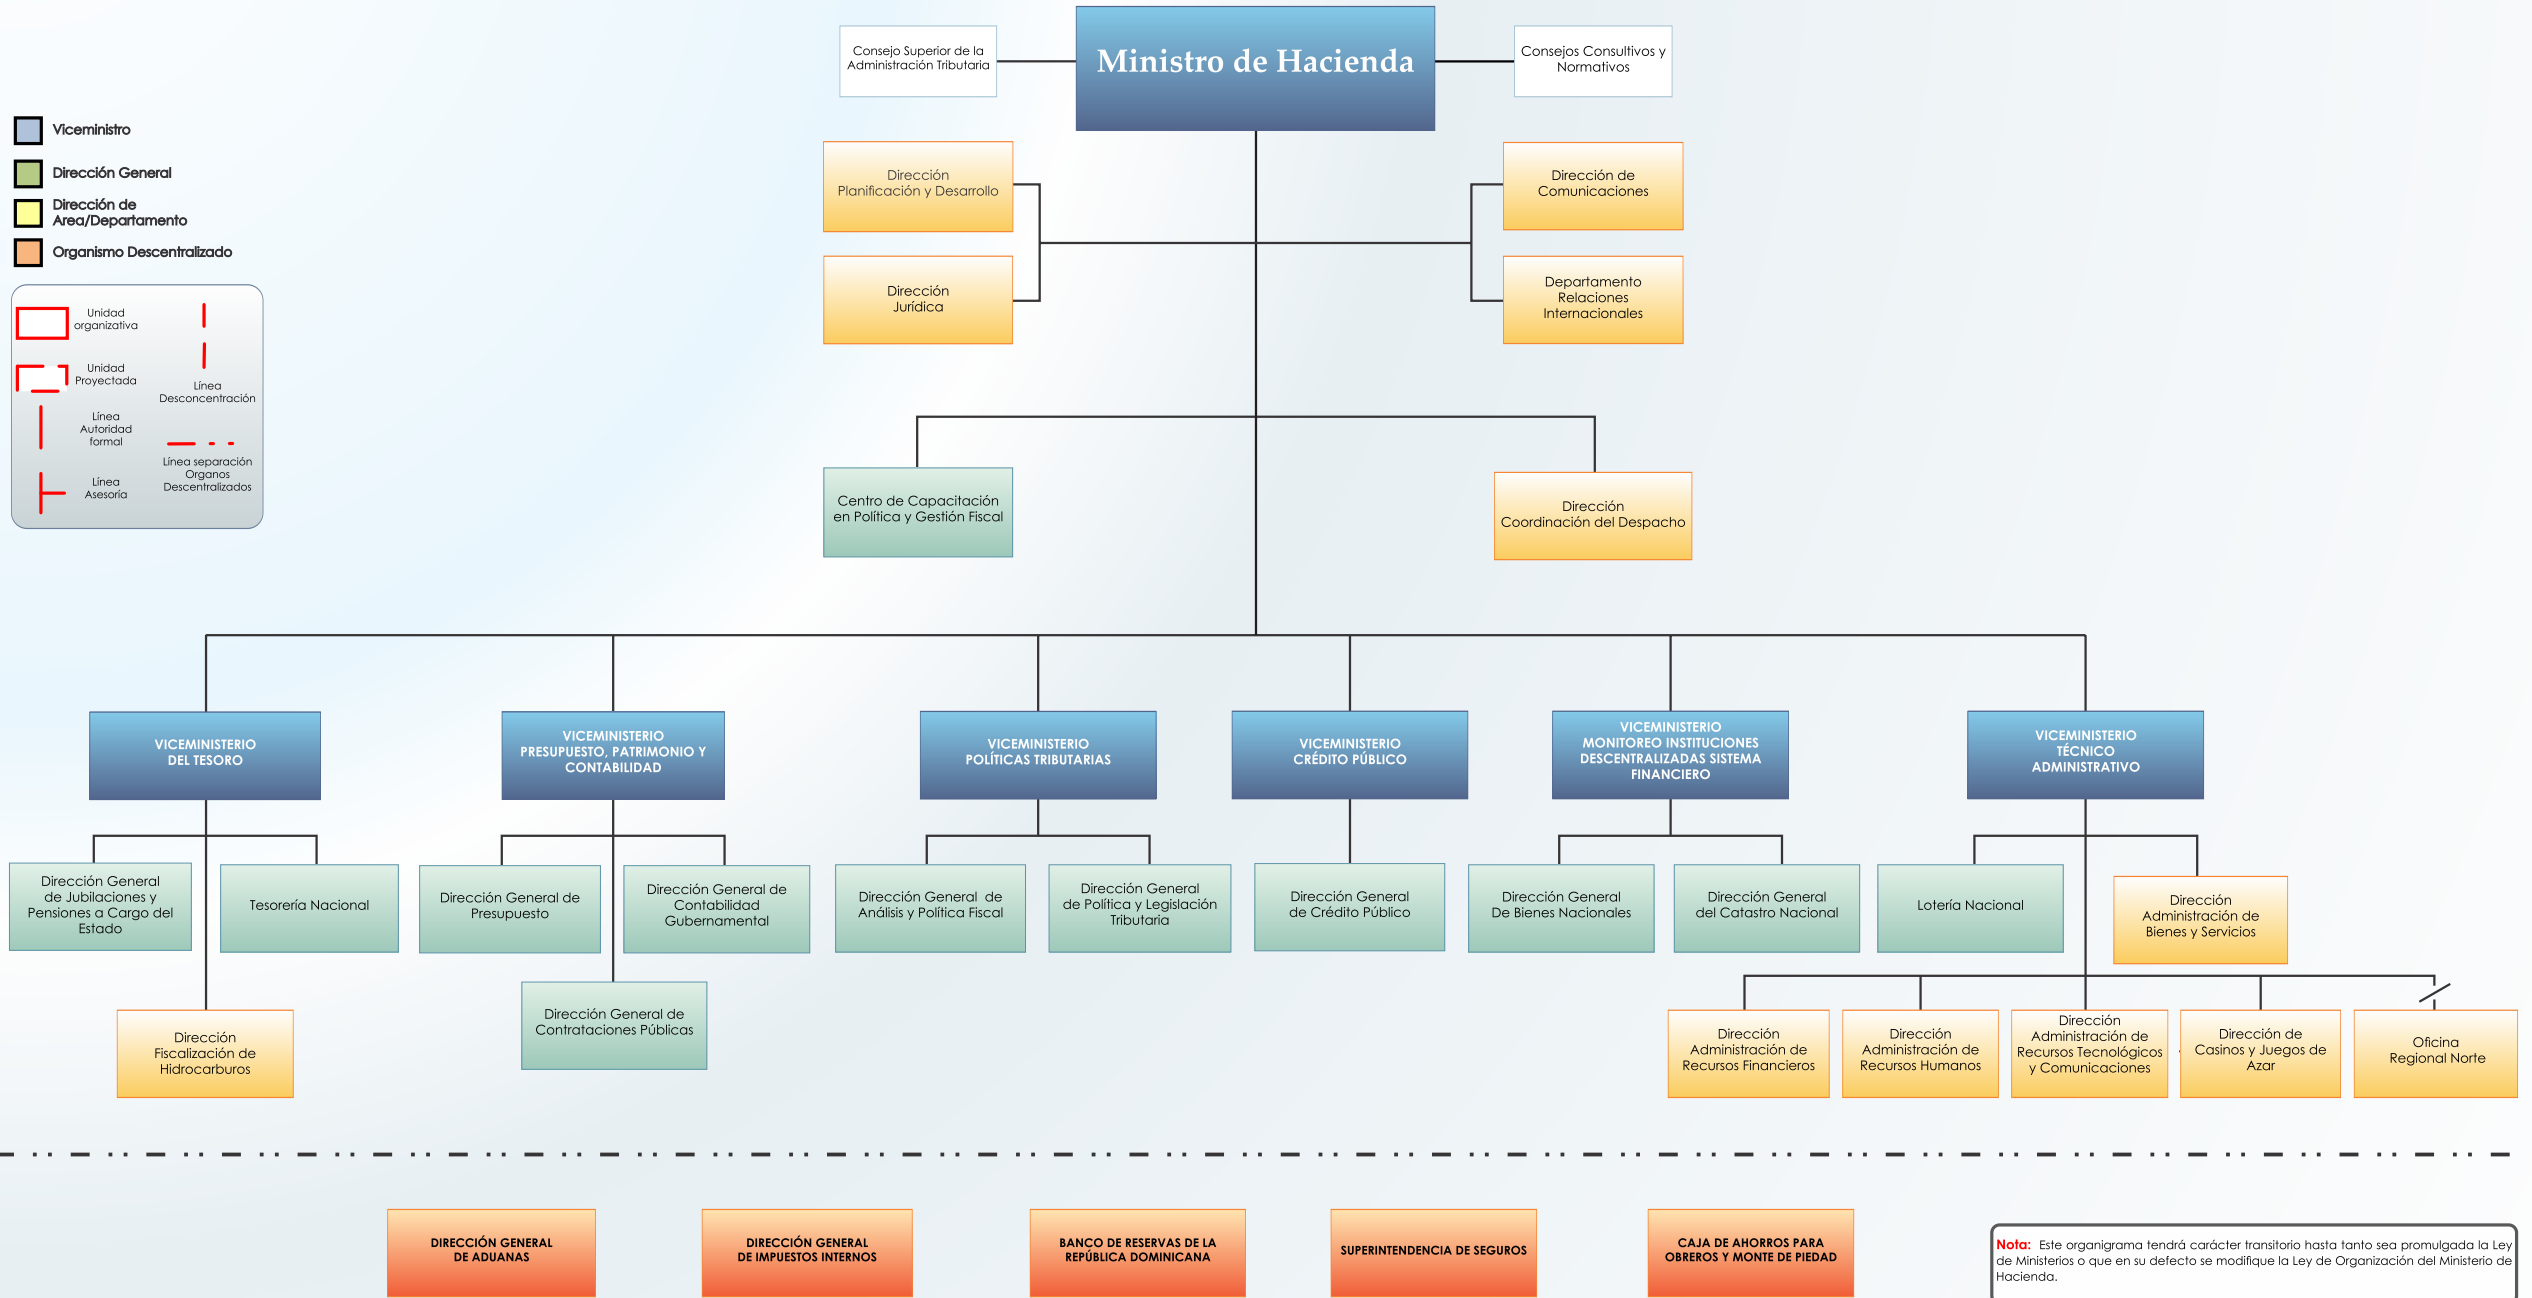 Consejo Superior de la
Administración Tributaria
Ministro de Hacienda
Consejos Consultivos y
Normativos
Viceministro
Dirección General
Dirección de
Area/Departamento
Organismo Descentralizado
Unidad
organizativa
Unidad
Proyectada
Línea
Autoridad
formal
Línea
Asesoría
Línea
Desconcentración
Línea separación
Organos
Descentralizados
Dirección
Planificación y Desarrollo
Dirección de
Comunicaciones
Dirección
Jurídica
Departamento
Relaciones
Internacionales
Centro de Capacitación
en Política y Gestión Fiscal
Dirección
Coordinación del Despacho
VICEMINISTERIO
DEL TESORO
VICEMINISTERIO
PRESUPUESTO, PATRIMONIO Y
CONTABILIDAD
VICEMINISTERIO
POLÍTICAS TRIBUTARIAS
VICEMINISTERIO
CRÉDITO PÚBLICO
VICEMINISTERIO
MONITOREO INSTITUCIONES
DESCENTRALIZADAS SISTEMA
FINANCIERO
VICEMINISTERIO
TÉCNICO
ADMINISTRATIVO
Dirección General
de Jubilaciones y
Pensiones a Cargo del
Estado
Tesorería Nacional
Dirección General de
Presupuesto
Dirección General de
Contabilidad
Gubernamental
Dirección General de
Análisis y Política Fiscal
Dirección General
de Política y Legislación
Tributaria
Dirección General
de Crédito Público
Dirección General
De Bienes Nacionales
Dirección General
del Catastro Nacional
Lotería Nacional
Dirección
Administración de
Bienes y Servicios
Dirección
Fiscalización de
Hidrocarburos
Dirección General de
Contrataciones Públicas
Dirección
Administración de
Recursos Financieros
Dirección
Administración de
Recursos Humanos
Dirección
Administración de
Recursos Tecnológicos
y Comunicaciones
Dirección de
Casinos y Juegos de
Azar
Oficina
Regional Norte
DIRECCIÓN GENERAL
DE ADUANAS
DIRECCIÓN GENERAL
DE IMPUESTOS INTERNOS
BANCO DE RESERVAS DE LA
REPÚBLICA DOMINICANA
SUPERINTENDENCIA DE SEGUROS
CAJA DE AHORROS PARA
OBREROS Y MONTE DE PIEDAD
Nota: Este organigrama tendrá carácter transitorio hasta tanto sea promulgada la Ley
de Ministerios o que en su defecto se modifique la Ley de Organización del Ministerio de
Hacienda.